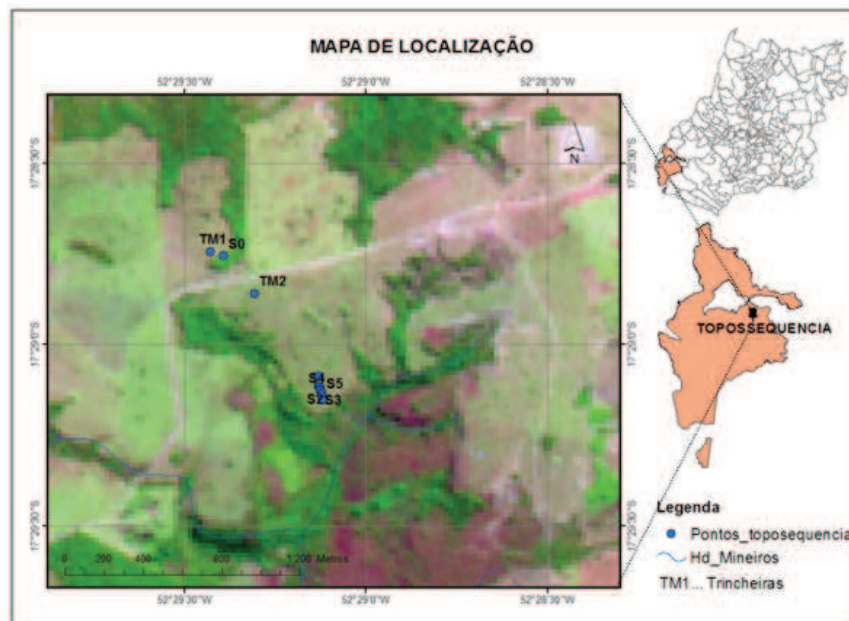 MAPA DE LOCALIZAÇÃO
52°29'30"W
52°29'0"W
52°28'30"W
17°28'30"S
17°28'30"S
N
TM1
S0
TM2
TOPOSSEQUENCIA
17°29'0"S
17°29'0"S
S4
S5
S2
S3
17°29'30"S
17°29'30"S
Legenda
Pontos_toposequencia
Hd_Mineiros
TM1... Trincheiras
0 200 400 800 1200 Metros
52°29'30"W
52°29'0"W
52°28'30"W